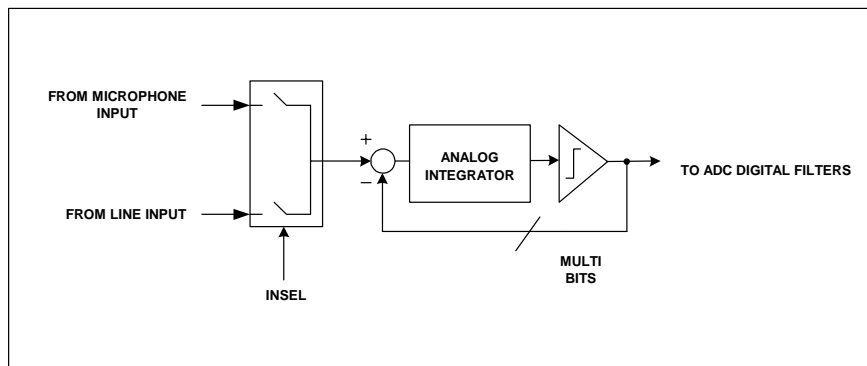 FROM MICROPHONE
INPUT
FROM LINE INPUT
INSEL
+
−
ANALOG
INTEGRATOR
TO ADC DIGITAL FILTERS
MULTI
BITS